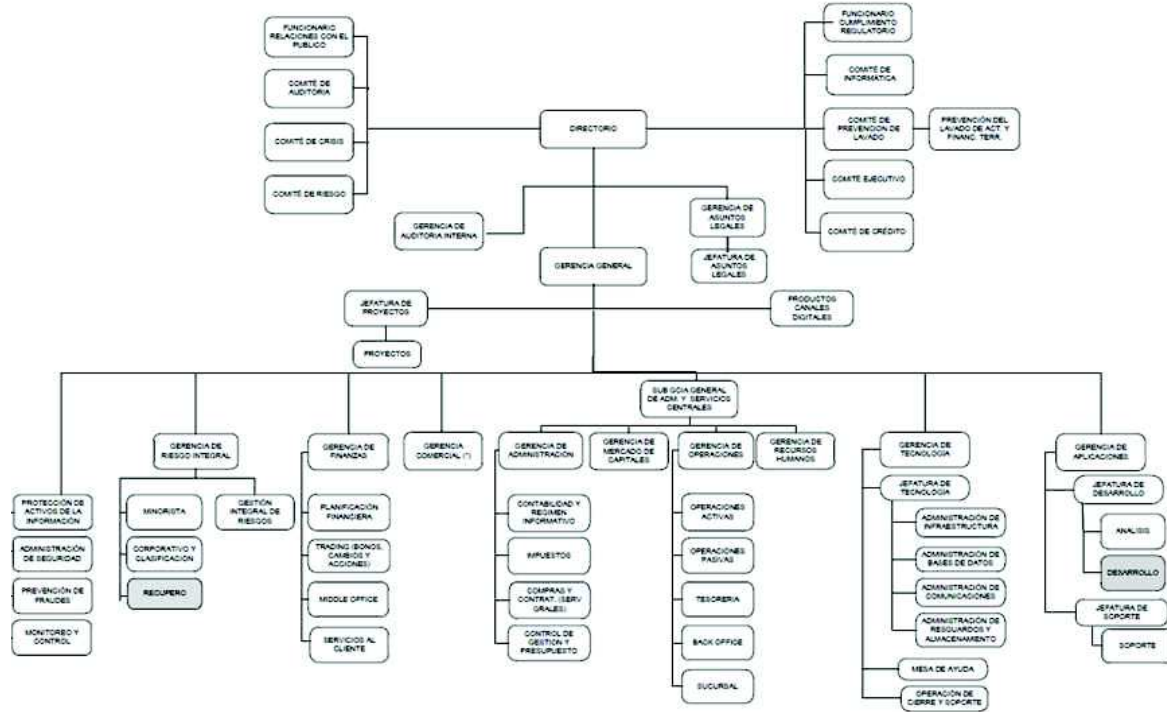 FUNCIONARIO
RELACIONES CON EL
PUBLICO
COMITÉ DE
AUDITORIA
COMITÉ DE CRISIS
COMITÉ DE RIESGO
DIRECTORIO
FUNCIONARIO
CUMPLIMIENTO
REGULATORIO
COMITÉ DE
INFORMÁTICA
COMITÉ DE
PREVENCION DE
LAVADO
PREVENCIÓN DEL
LAVADO DE ACT. Y
FINANC. TERR.
COMITÉ EJECUTIVO
COMITÉ DE CRÉDITO
GERENCIA DE
AUDITORIA INTERNA
GERENCIA DE
ASUNTOS
LEGALES
JEFATURA DE
ASUNTOS
LEGALES
GERENCIA GENERAL
JEFATURA DE
PROYECTOS
PROYECTOS
PRODUCTOS
CANALES
DIGITALES
SUB GCIA GENERAL
DE ADM. Y SERVICIOS
CENTRALES
PROTECCIÓN DE
ACTIVOS DE LA
INFORMACIÓN
ADMINISTRACIÓN
DE SEGURIDAD
PREVENCIÓN DE
FRAUDES
MONITOREO Y
CONTROL
GERENCIA DE
RIESGO INTEGRAL
MINORISTA
CORPORATIVO Y
CLASIFICACION
RECUPERO
GESTIÓN
INTEGRAL DE
RIESGOS
GERENCIA DE
FINANZAS
PLANIFICACIÓN
FINANCIERA
TRADING (BONOS,
CAMBIOS Y
ACCIONES)
MIDDLE OFFICE
SERVICIOS AL
CLIENTE
GERENCIA
COMERCIAL (*)
GERENCIA DE
ADMINISTRACIÓN
CONTABILIDAD Y
REGIMEN
INFORMATIVO
IMPUESTOS
COMPRAS Y
CONTRAT. (SERV
GRALES)
CONTROL DE
GESTION Y
PRESUPUESTO
GERENCIA DE
MERCADO DE
CAPITALES
GERENCIA DE
OPERACIONES
OPERACIONES
ACTIVAS
OPERACIONES
PASIVAS
TESORERIA
BACK OFFICE
SUCURSAL
GERENCIA DE
RECURSOS
HUMANOS
GERENCIA DE
TECNOLOGÍA
JEFATURA DE
TECNOLOGÍA
ADMINISTRACIÓN DE
INFRAESTRUCTURA
ADMINISTRACIÓN DE
BASES DE DATOS
ADMINISTRACIÓN DE
COMUNICACIONES
ADMINISTRACIÓN DE
RESGUARDOS Y
ALMACENAMIENTO
MESA DE AYUDA
OPERACIÓN DE
CIERRE Y SOPORTE
GERENCIA DE
APLICACIONES
JEFATURA DE
DESARROLLO
ANALISIS
DESARROLLO
JEFATURA DE
SOPORTE
SOPORTE